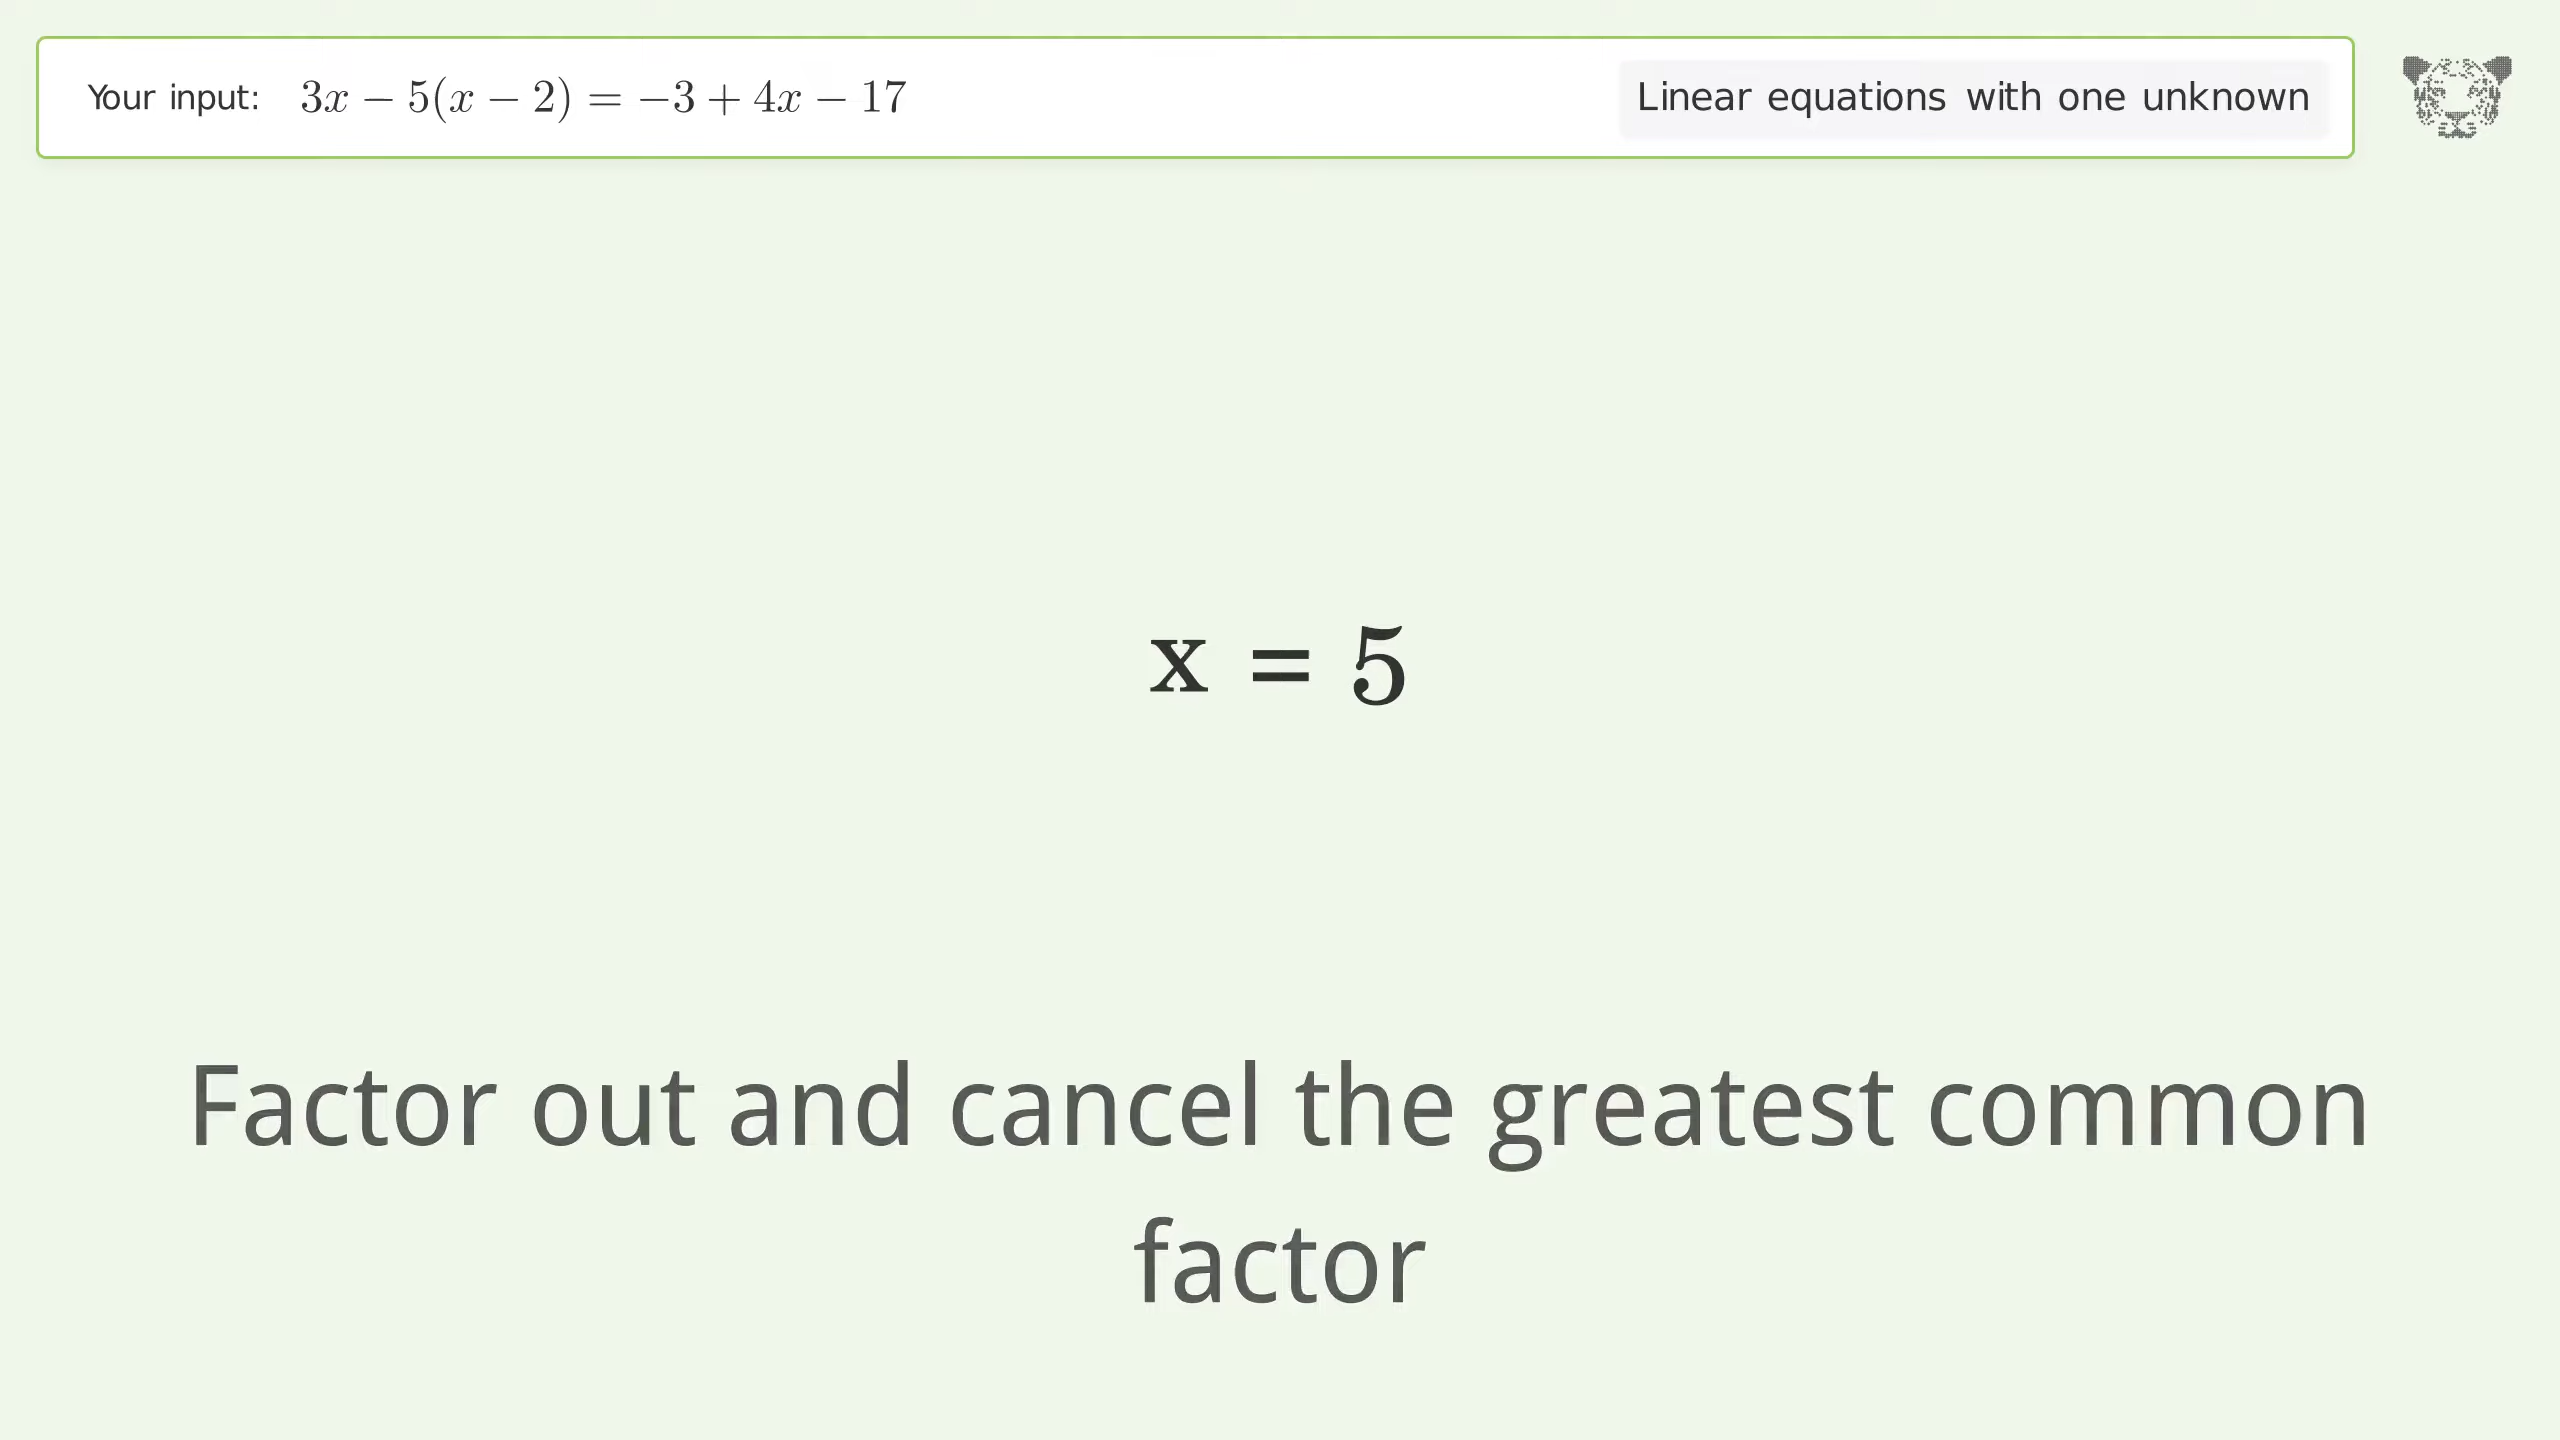 Your input: 3x − 5(x − 2) = −3 + 4x − 17 Linear equations with one unknown
x = 5
Factor out and cancel the greatest common
factor